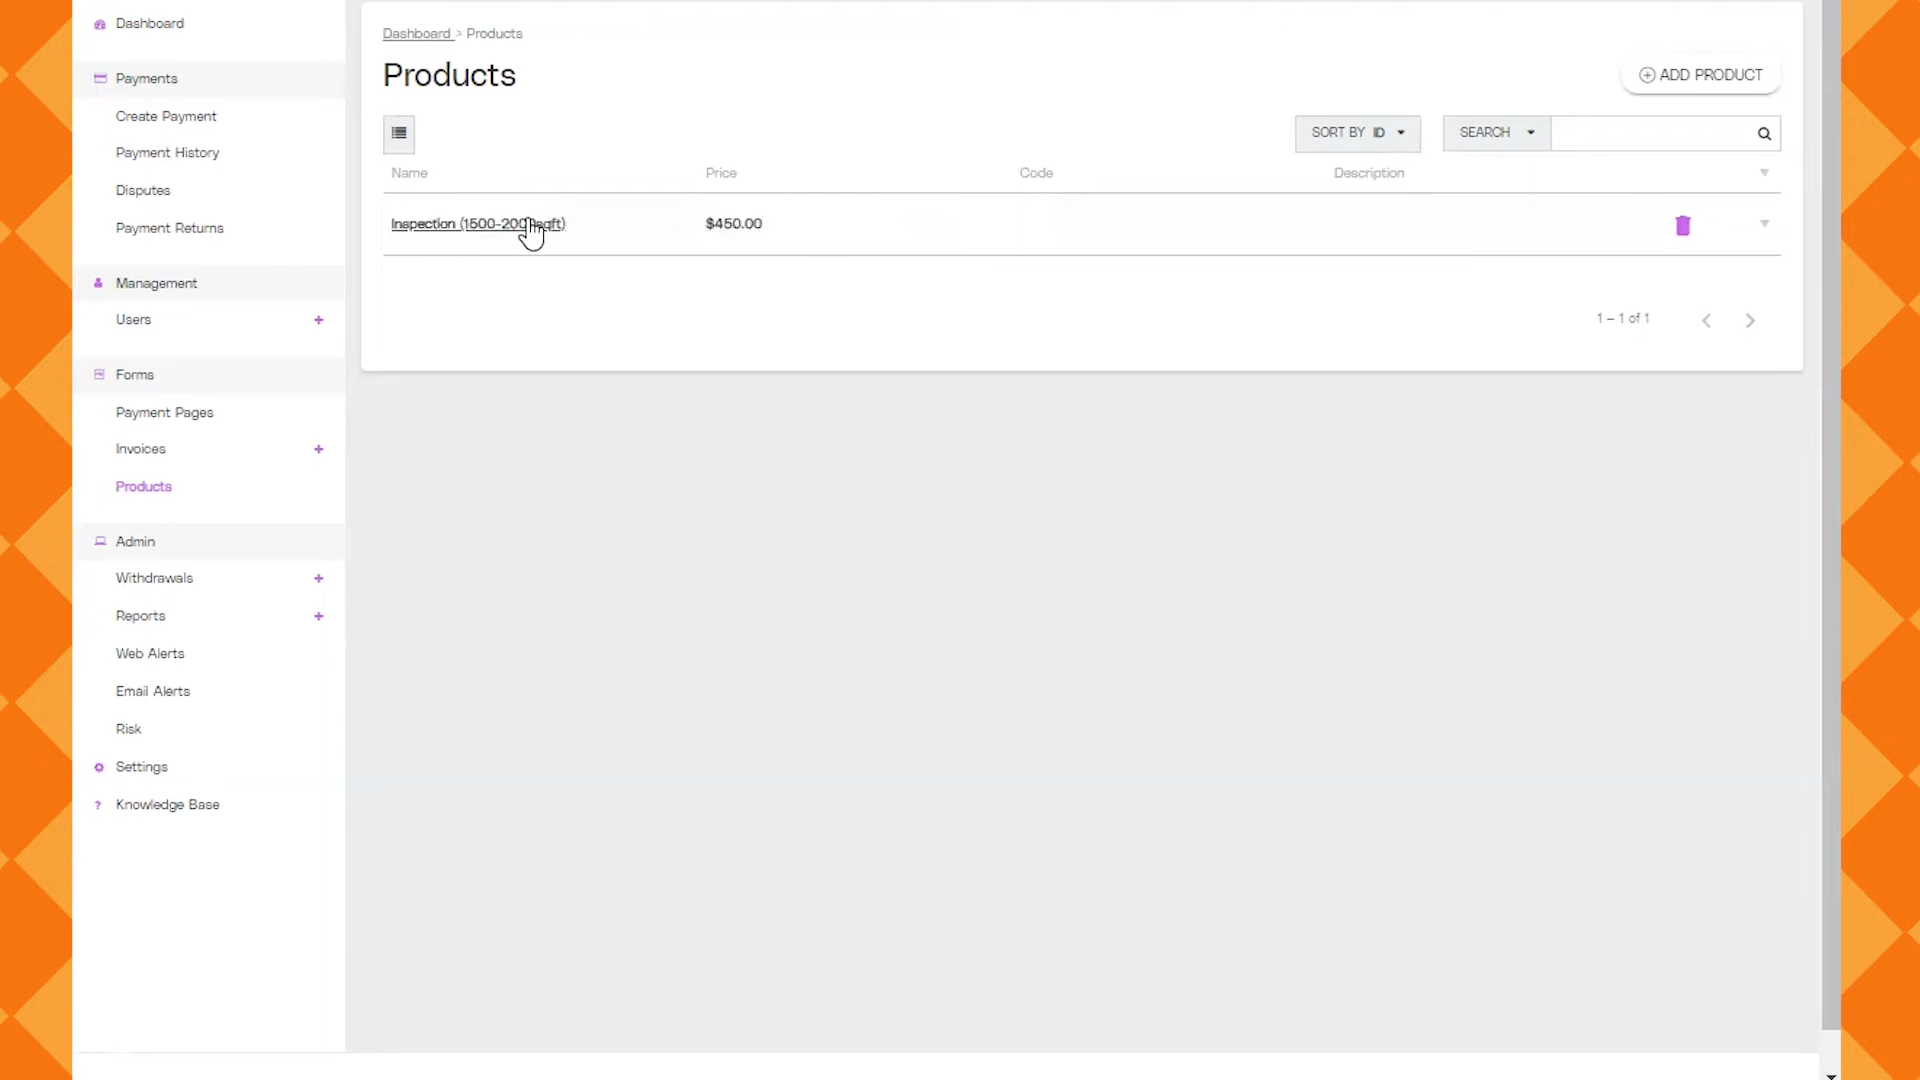 Dashboard
Payments
Create Payment
Payment History
Disputes
Payment Returns
Management
Users +
Forms
Payment Pages
Invoices +
Products
Admin
Withdrawals +
Reports +
Web Alerts
Email Alerts
Risk
Settings
? Knowledge Base
Dashboard > Products
Products
ADD PRODUCT
SORT BY ID
SEARCH
Name Price Code Description
Inspection $450.00
1 – 1 of 1